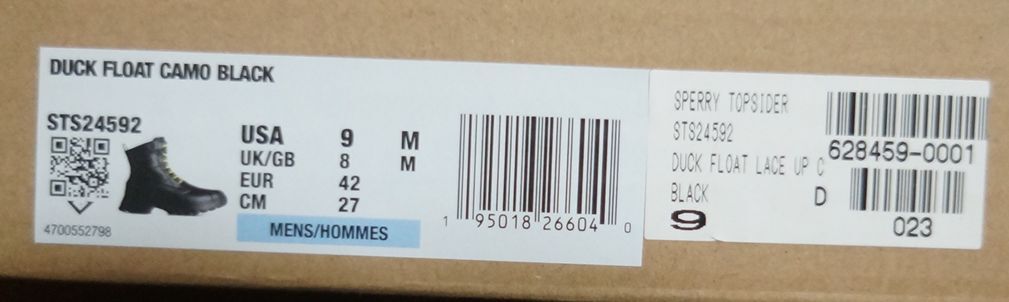 DUCK FLOAT CAMO BLACK
STS24592
USA 9 M
UK/GB 8 M
EUR 42
CM 27
MENS/HOMMES
4700552798
1 95018 26604 0
SPERRY TOPSIDER
STS24592
628459-0001
DUCK FLOAT LACE UP C
BLACK D
9
023